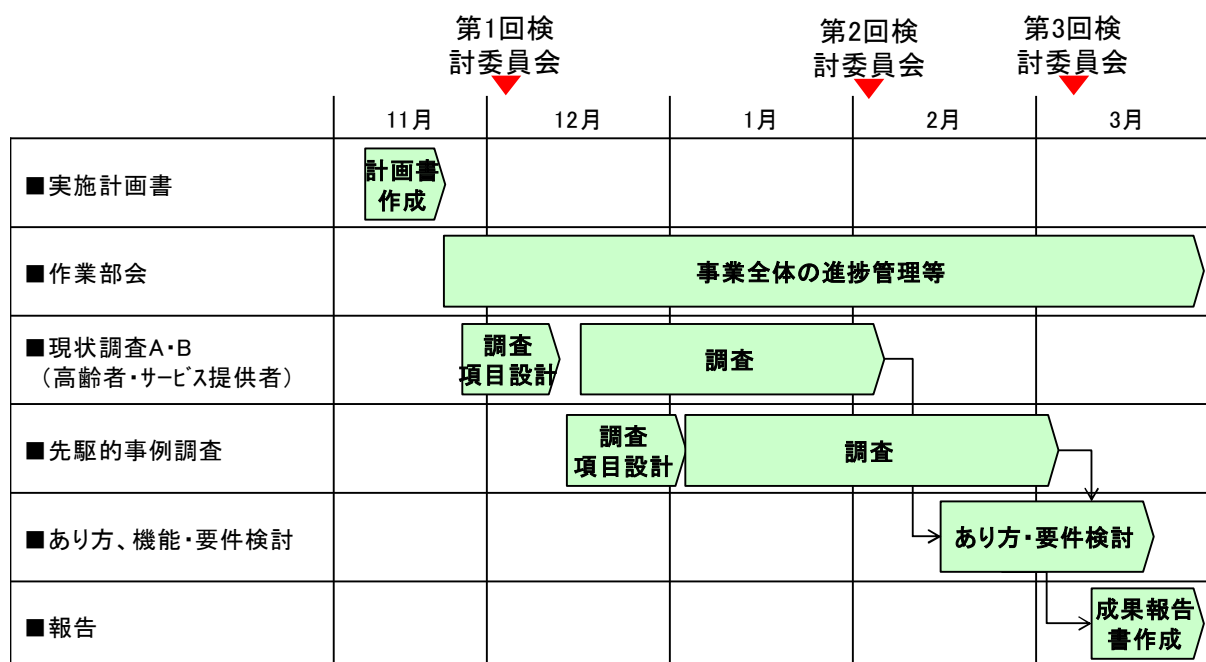 第1回検
討委員会
第2回検
討委員会
第3回検
討委員会
11月
12月
1月
2月
3月
■実施計画書
計画書
作成
■作業部会
事業全体の進捗管理等
■現状調査A・B
（高齢者・ｻｰﾋﾞｽ提供者）
調査
項目設計
調査
■先駆的事例調査
調査
項目設計
調査
■あり方、機能・要件検討
あり方・要件検討
■報告
成果報告
書作成